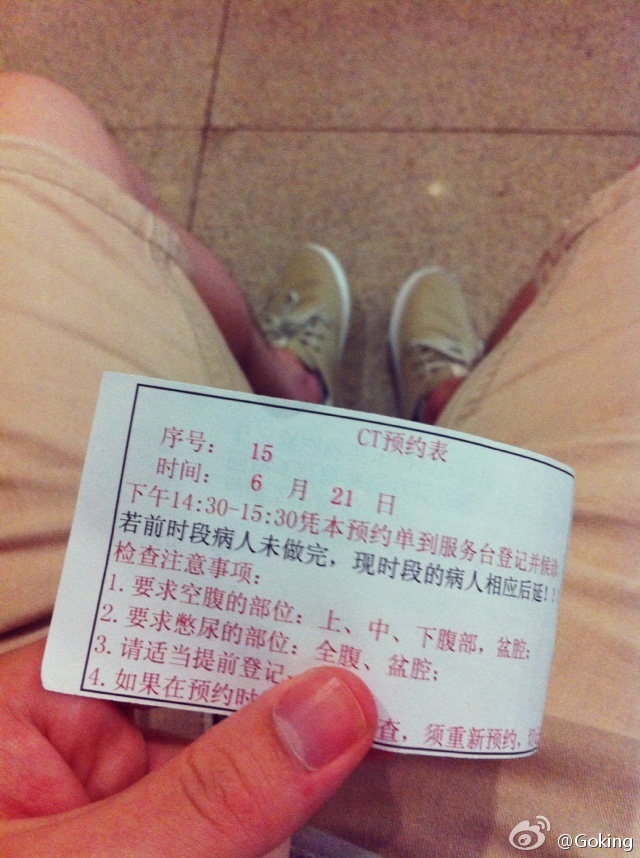 CT预约表
序号： 15
时间： 6 月 21 日
下午14:30-15:30凭本预约单到服务台登记并候诊
若前时段病人未做完，现时段的病人相应后延！！
检查注意事项：
1.要求空腹的部位：上、中、下腹部，盆腔；
2.要求憋尿的部位：全腹、盆腔；
3.请适当提前登记
4.如果在预约时 查，须重新预约，
@Goking